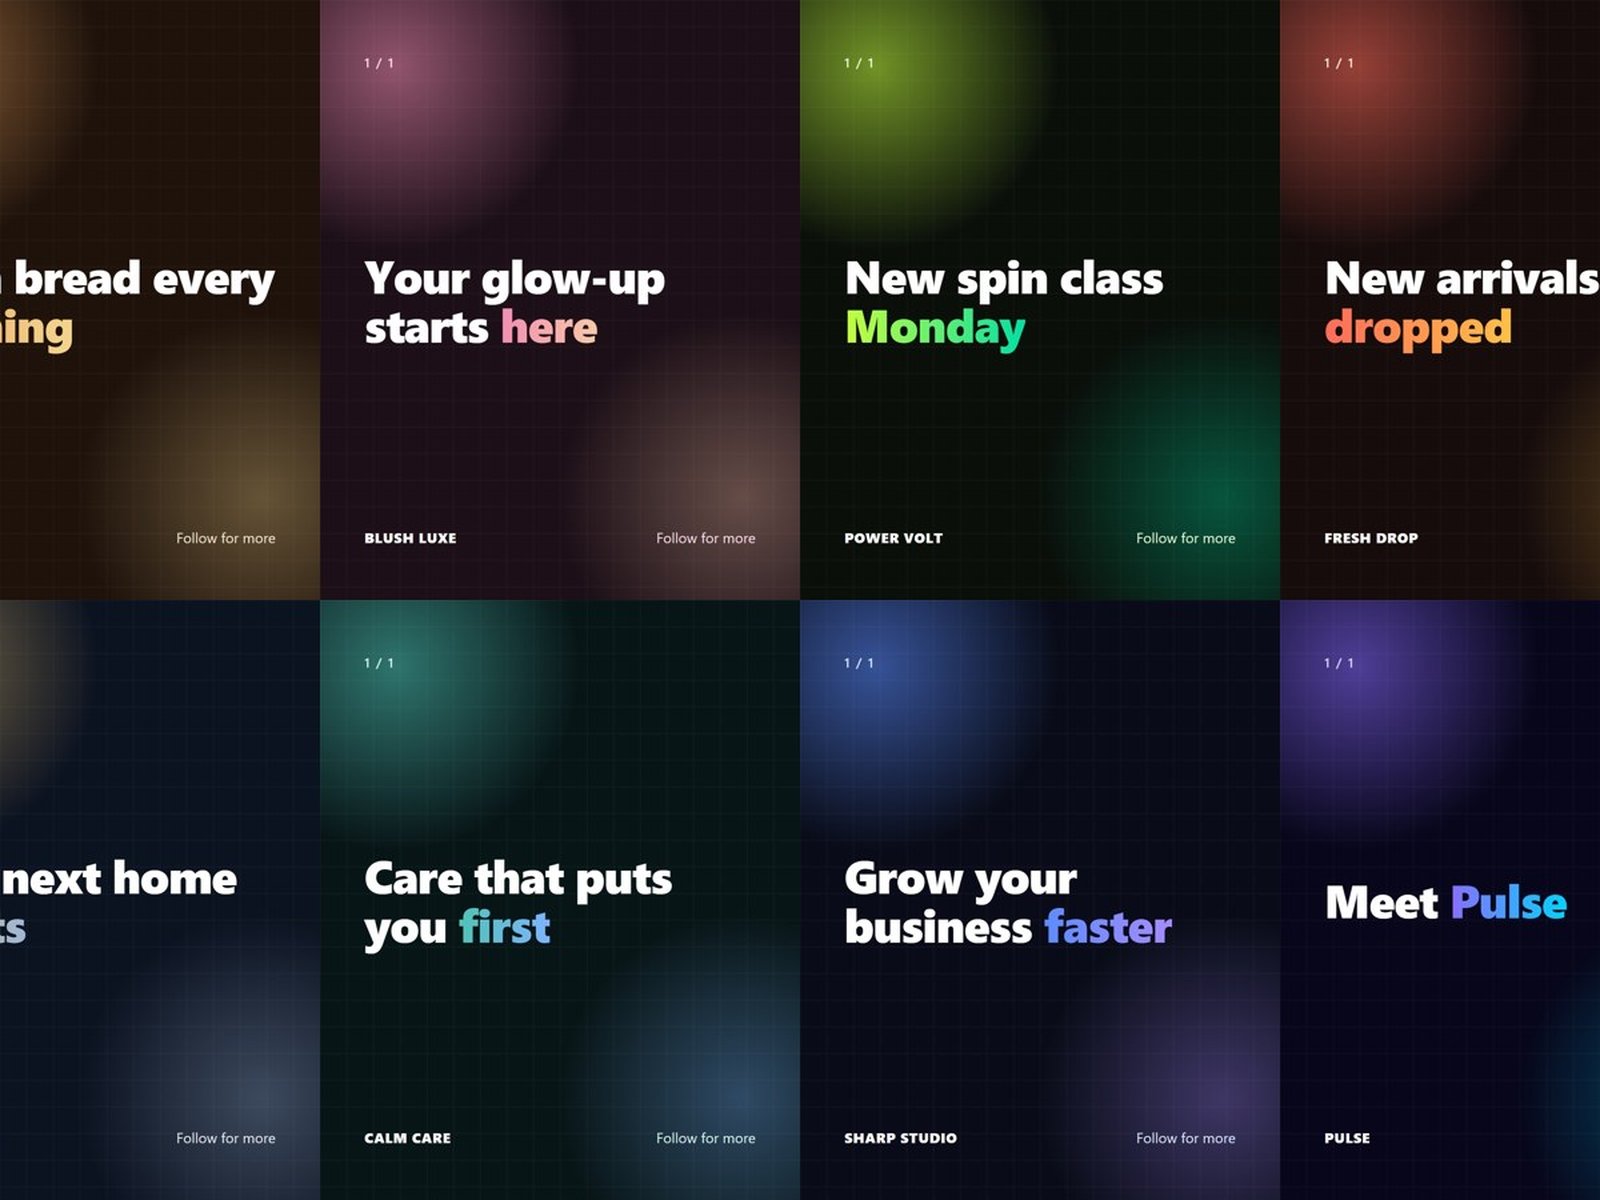 bread every
Follow for more
1 / 1
Your glow-up
starts here
BLUSH LUXE
Follow for more
1 / 1
New spin class
Monday
POWER VOLT
Follow for more
1 / 1
New arrivals
dropped
FRESH DROP
next home
Follow for more
1 / 1
Care that puts
you first
CALM CARE
Follow for more
1 / 1
Grow your
business faster
SHARP STUDIO
Follow for more
1 / 1
Meet Pulse
PULSE